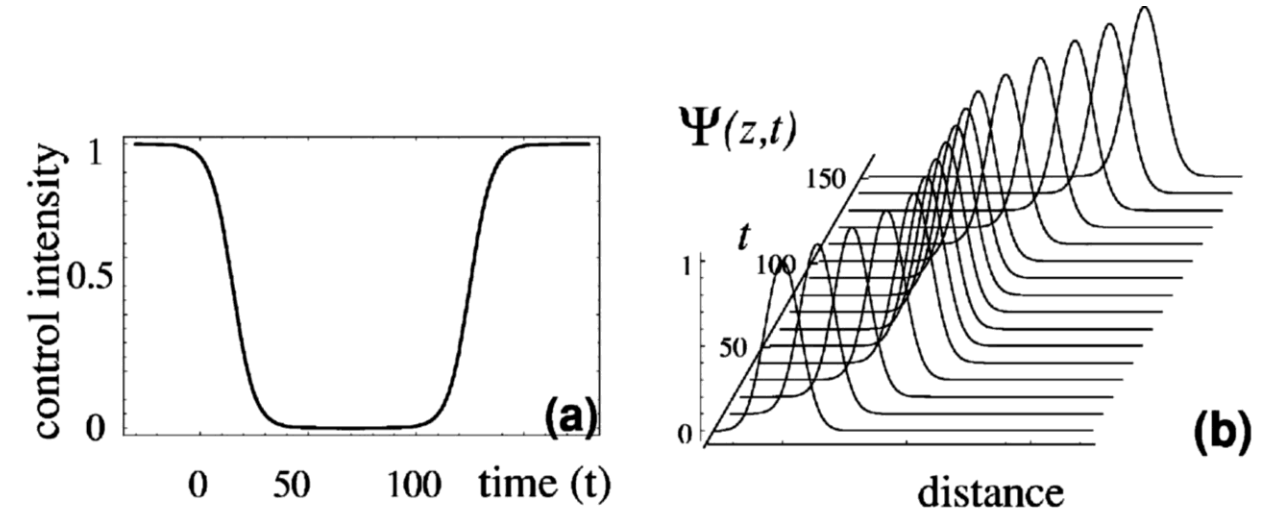 control intensity
1
0.5
0
0 50 100 time (t)
(a)
Ψ(z,t)
150
t
100
50
1
0
distance
(b)